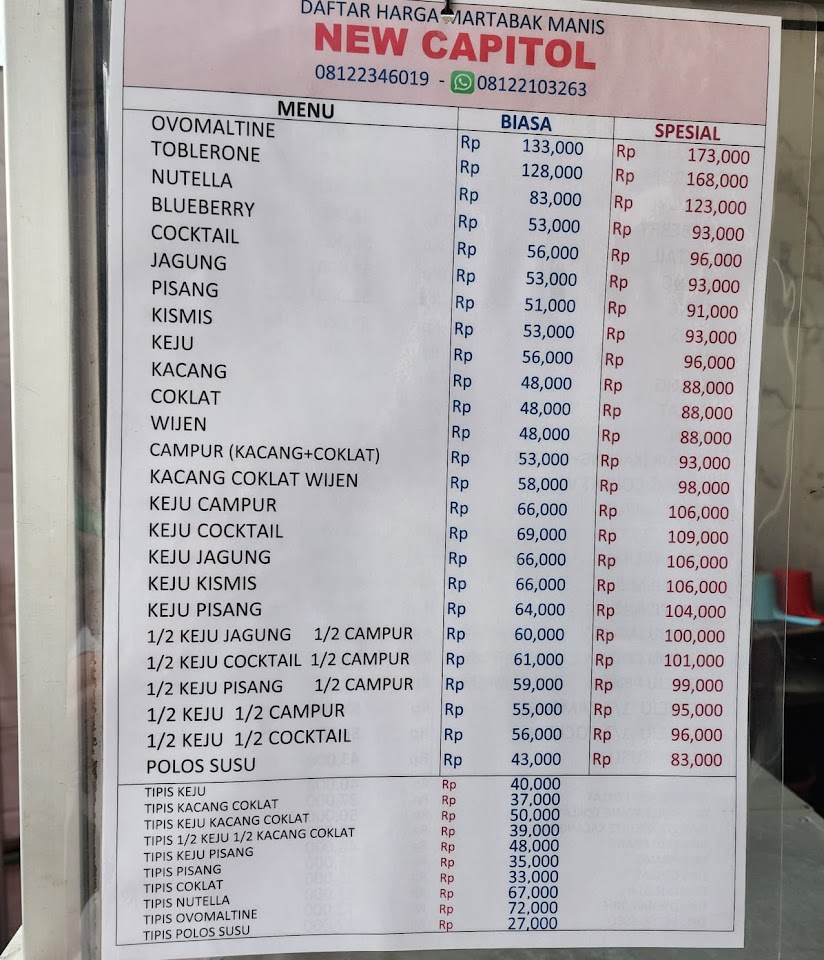 DAFTAR HARGA MARTABAK MANIS
NEW CAPITOL
08122346019 - 08122103263
MENU BIASA SPESIAL
OVOMALTINE Rp 133,000 Rp 173,000
TOBLERONE Rp 128,000 Rp 168,000
NUTELLA Rp 83,000 Rp 123,000
BLUEBERRY Rp 53,000 Rp 93,000
COCKTAIL Rp 56,000 Rp 96,000
JAGUNG Rp 53,000 Rp 93,000
PISANG Rp 51,000 Rp 91,000
KISMIS Rp 53,000 Rp 93,000
KEJU Rp 56,000 Rp 96,000
KACANG Rp 48,000 Rp 88,000
COKLAT Rp 48,000 Rp 88,000
WIJEN Rp 48,000 Rp 88,000
CAMPUR (KACANG+COKLAT) Rp 53,000 Rp 93,000
KACANG COKLAT WIJEN Rp 58,000 Rp 98,000
KEJU CAMPUR Rp 66,000 Rp 106,000
KEJU COCKTAIL Rp 69,000 Rp 109,000
KEJU JAGUNG Rp 66,000 Rp 106,000
KEJU KISMIS Rp 66,000 Rp 106,000
KEJU PISANG Rp 64,000 Rp 104,000
1/2 KEJU JAGUNG 1/2 CAMPUR Rp 60,000 Rp 100,000
1/2 KEJU COCKTAIL 1/2 CAMPUR Rp 61,000 Rp 101,000
1/2 KEJU PISANG 1/2 CAMPUR Rp 59,000 Rp 99,000
1/2 KEJU 1/2 CAMPUR Rp 55,000 Rp 95,000
1/2 KEJU 1/2 COCKTAIL Rp 56,000 Rp 96,000
POLOS SUSU Rp 43,000 Rp 83,000
TIPIS KEJU Rp 40,000
TIPIS KACANG COKLAT Rp 37,000
TIPIS KEJU KACANG COKLAT Rp 50,000
TIPIS 1/2 KEJU 1/2 KACANG COKLAT Rp 39,000
TIPIS KEJU PISANG Rp 48,000
TIPIS PISANG Rp 35,000
TIPIS COKLAT Rp 33,000
TIPIS NUTELLA Rp 67,000
TIPIS OVOMALTINE Rp 72,000
TIPIS POLOS SUSU Rp 27,000